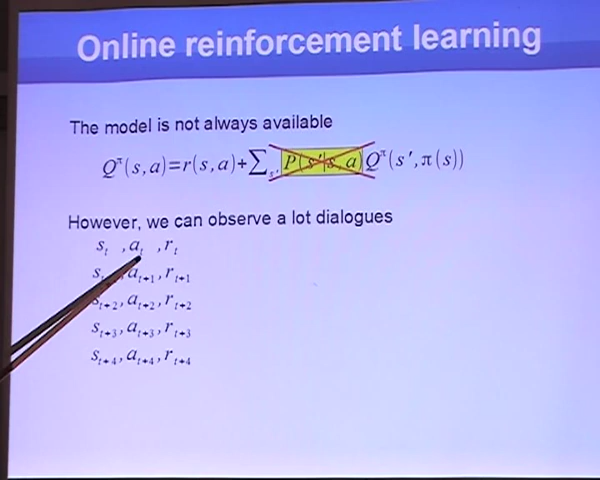 Online reinforcement learning
The model is not always available
Q^π(s,a)=r(s,a)+∑_{s'} P(s'|s,a) Q^π(s',π(s))
However, we can observe a lot dialogues
s_t ,a_t ,r_t
a_{t+1},r_{t+1}
s_{t+2},a_{t+2},r_{t+2}
s_{t+3},a_{t+3},r_{t+3}
s_{t+4},a_{t+4},r_{t+4}